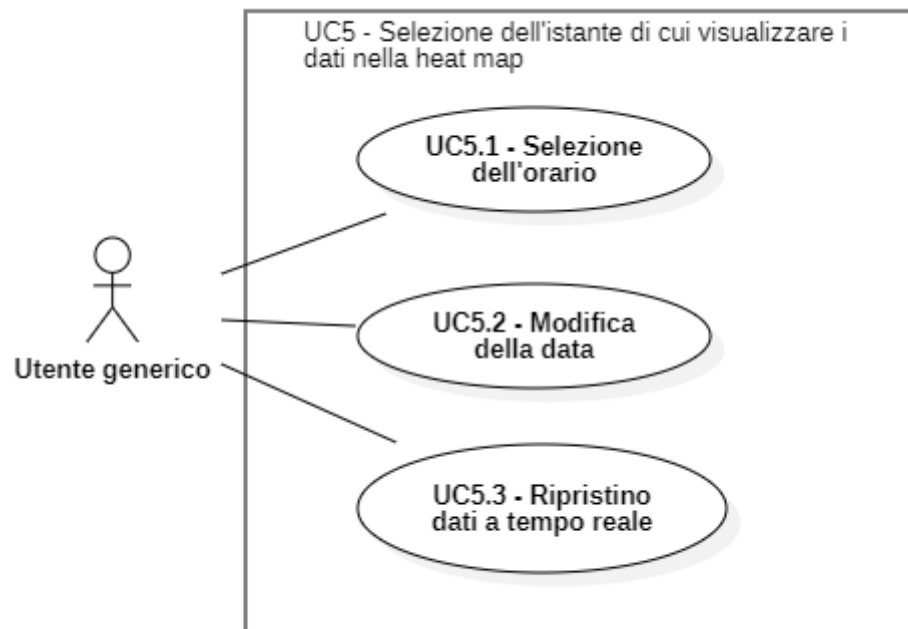 UC5 - Selezione dell'istante di cui visualizzare i
dati nella heat map
UC5.1 - Selezione
dell'orario
UC5.2 - Modifica
della data
Utente generico
UC5.3 - Ripristino
dati a tempo reale